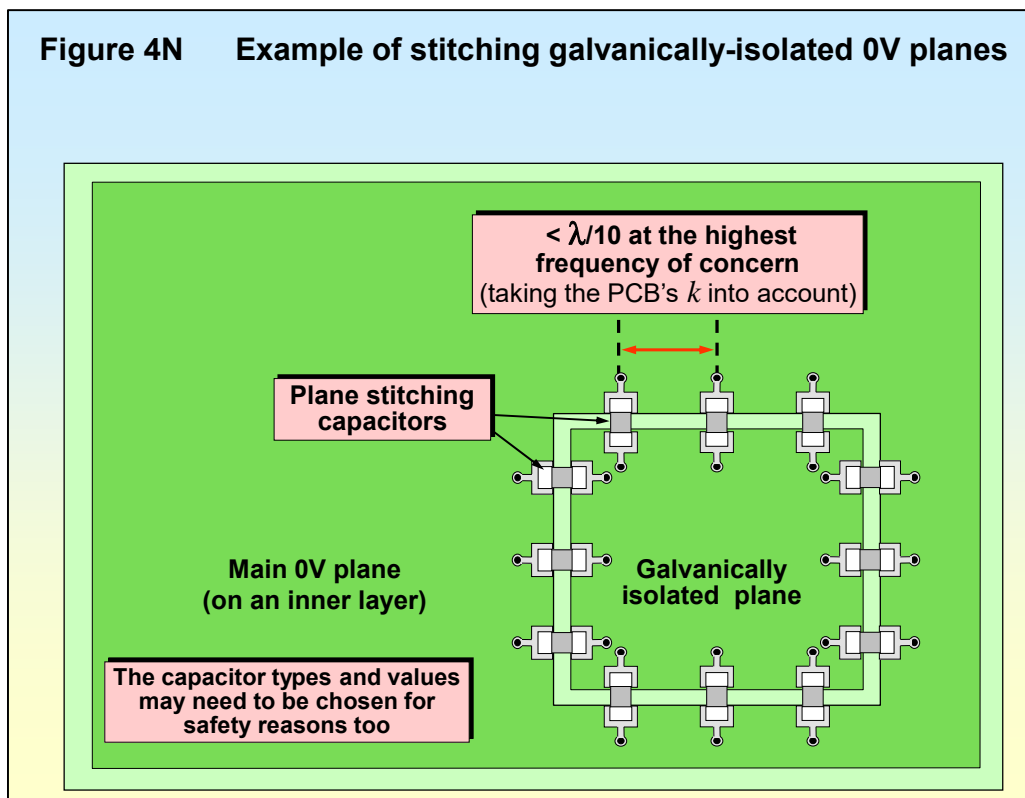 Figure 4N Example of stitching galvanically-isolated 0V planes
< λ/10 at the highest
frequency of concern
(taking the PCB's k into account)
Plane stitching
capacitors
Main 0V plane
(on an inner layer)
Galvanically
isolated plane
The capacitor types and values
may need to be chosen for
safety reasons too